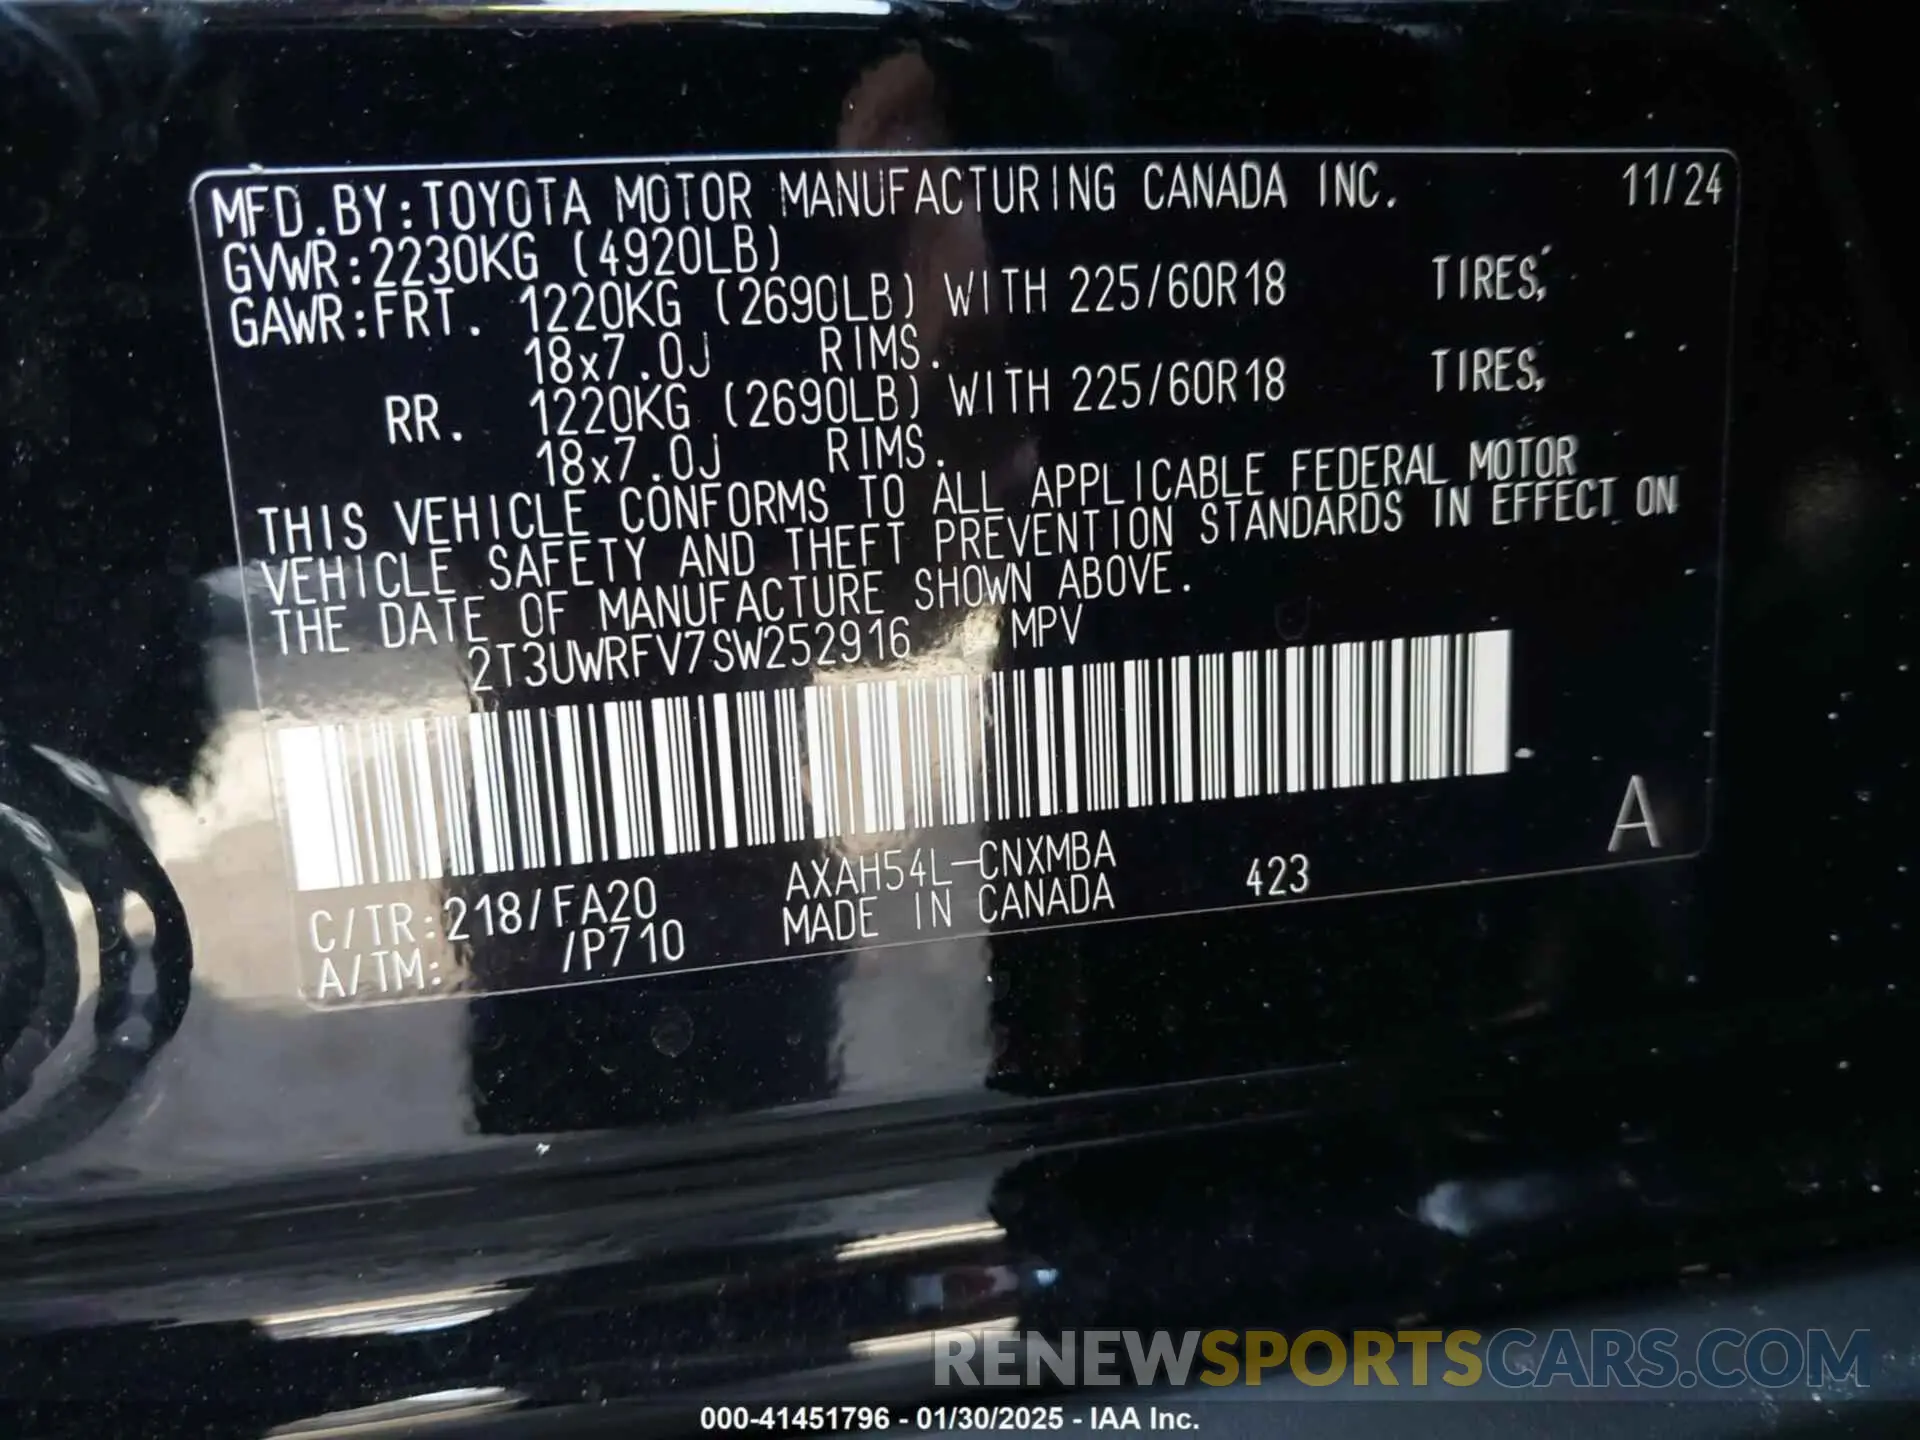 MFD.BY:TOYOTA MOTOR MANUFACTURING CANADA INC. 11/24
GVWR:2230KG (4920LB)
GAWR:FRT. 1220KG (2690LB) WITH 225/60R18 TIRES,
18x7.0J RIMS.
RR. 1220KG (2690LB) WITH 225/60R18 TIRES,
18x7.0J RIMS.
THIS VEHICLE CONFORMS TO ALL APPLICABLE FEDERAL MOTOR
VEHICLE SAFETY AND THEFT PREVENTION STANDARDS IN EFFECT ON
THE DATE OF MANUFACTURE SHOWN ABOVE.
2T3UWRFV7SW252916 MPV
A
C/TR:218/FA20 AXAH54L-CNXMBA 423
A/TM: /P710 MADE IN CANADA
RENEWSPORTSCARS.COM
000-41451796 - 01/30/2025 - IAA Inc.